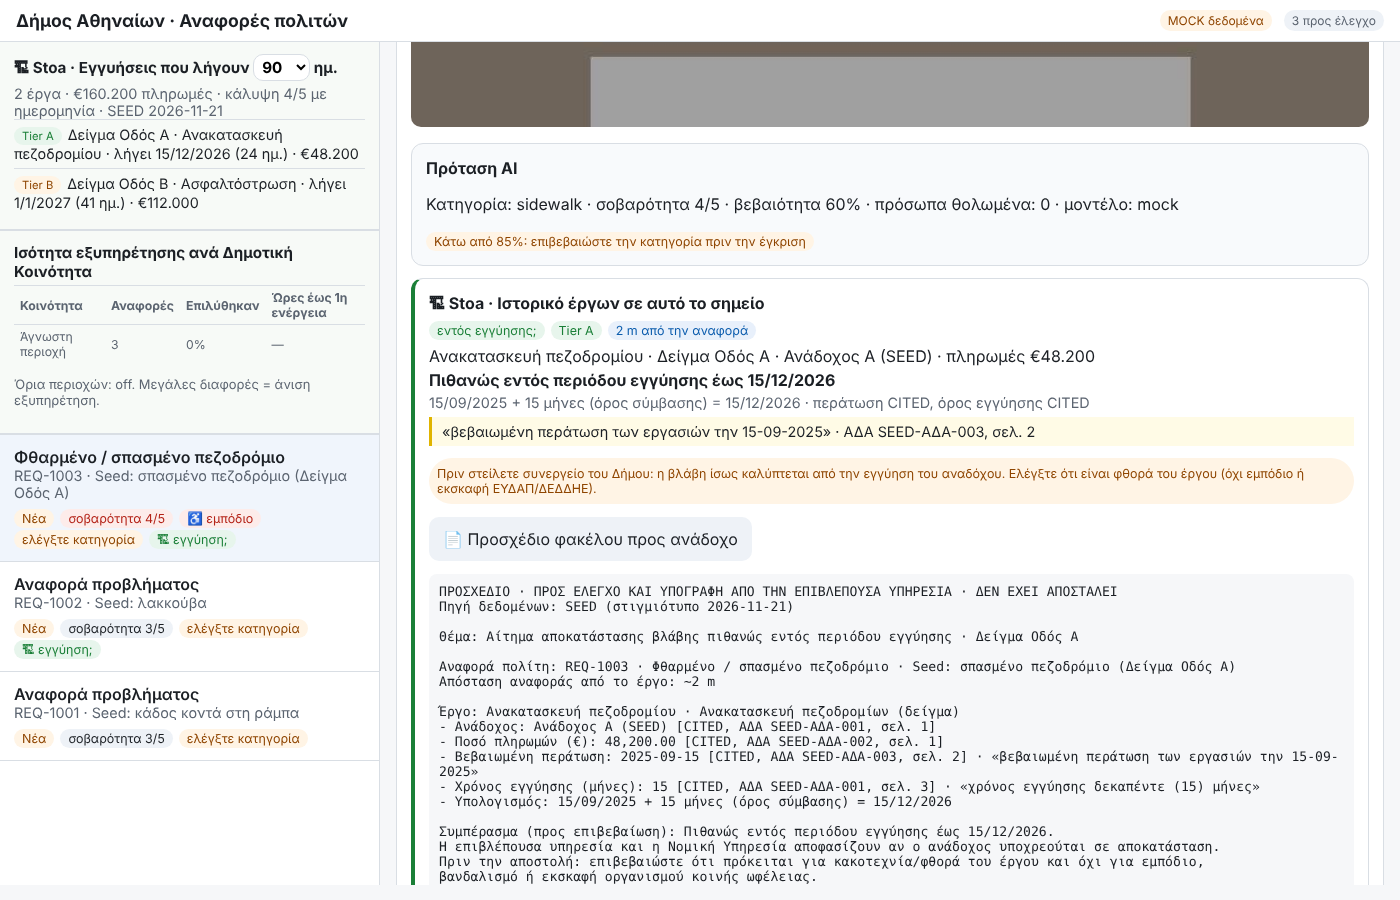 Δήμος Αθηναίων · Αναφορές πολιτών
MOCK δεδομένα
3 προς έλεγχο
🏗 Stoa · Εγγυήσεις που λήγουν 90 ημ.
2 έργα · €160.200 πληρωμές · κάλυψη 4/5 με
ημερομηνία · SEED 2026-11-21
Tier A Δείγμα Οδός Α · Ανακατασκευή
πεζοδρομίου · λήγει 15/12/2026 (24 ημ.) · €48.200
Tier B Δείγμα Οδός Β · Ασφαλτόστρωση · λήγει
1/1/2027 (41 ημ.) · €112.000
Ισότητα εξυπηρέτησης ανά Δημοτική
Κοινότητα
Κοινότητα Αναφορές Επιλύθηκαν Ώρες έως 1η
ενέργεια
Άγνωστη
περιοχή 3 0% —
Όρια περιοχών: off. Μεγάλες διαφορές = άνιση
εξυπηρέτηση.
Φθαρμένο / σπασμένο πεζοδρόμιο
REQ-1003 · Seed: σπασμένο πεζοδρόμιο (Δείγμα
Οδός Α)
Νέα σοβαρότητα 4/5 ♿ εμπόδιο
ελέγξτε κατηγορία 🏗 εγγύηση;
Αναφορά προβλήματος
REQ-1002 · Seed: λακκούβα
Νέα σοβαρότητα 3/5 ελέγξτε κατηγορία
🏗 εγγύηση;
Αναφορά προβλήματος
REQ-1001 · Seed: κάδος κοντά στη ράμπα
Νέα σοβαρότητα 3/5 ελέγξτε κατηγορία
Πρόταση AI
Κατηγορία: sidewalk · σοβαρότητα 4/5 · βεβαιότητα 60% · πρόσωπα θολωμένα: 0 · μοντέλο: mock
Κάτω από 85%: επιβεβαιώστε την κατηγορία πριν την έγκριση
🏗 Stoa · Ιστορικό έργων σε αυτό το σημείο
εντός εγγύησης; Tier A 2 m από την αναφορά
Ανακατασκευή πεζοδρομίου · Δείγμα Οδός Α · Ανάδοχος Α (SEED) · πληρωμές €48.200
Πιθανώς εντός περιόδου εγγύησης έως 15/12/2026
15/09/2025 + 15 μήνες (όρος σύμβασης) = 15/12/2026 · περάτωση CITED, όρος εγγύησης CITED
«βεβαιωμένη περάτωση των εργασιών την 15-09-2025» · ΑΔΑ SEED-ΑΔΑ-003, σελ. 2
Πριν στείλετε συνεργείο του Δήμου: η βλάβη ίσως καλύπτεται από την εγγύηση του αναδόχου. Ελέγξτε ότι είναι φθορά του έργου (όχι εμπόδιο ή
εκσκαφή ΕΥΔΑΠ/ΔΕΔΔΗΕ).
📄 Προσχέδιο φακέλου προς ανάδοχο
ΠΡΟΣΧΕΔΙΟ · ΠΡΟΣ ΕΛΕΓΧΟ ΚΑΙ ΥΠΟΓΡΑΦΗ ΑΠΟ ΤΗΝ ΕΠΙΒΛΕΠΟΥΣΑ ΥΠΗΡΕΣΙΑ · ΔΕΝ ΕΧΕΙ ΑΠΟΣΤΑΛΕΙ
Πηγή δεδομένων: SEED (στιγμιότυπο 2026-11-21)
Θέμα: Αίτημα αποκατάστασης βλάβης πιθανώς εντός περιόδου εγγύησης · Δείγμα Οδός Α
Αναφορά πολίτη: REQ-1003 · Φθαρμένο / σπασμένο πεζοδρόμιο · Seed: σπασμένο πεζοδρόμιο (Δείγμα Οδός Α)
Απόσταση αναφοράς από το έργο: ~2 m
Έργο: Ανακατασκευή πεζοδρομίου · Ανακατασκευή πεζοδρομίων (δείγμα)
- Ανάδοχος: Ανάδοχος Α (SEED) [CITED, ΑΔΑ SEED-ΑΔΑ-001, σελ. 1]
- Ποσό πληρωμών (€): 48,200.00 [CITED, ΑΔΑ SEED-ΑΔΑ-002, σελ. 1]
- Βεβαιωμένη περάτωση: 2025-09-15 [CITED, ΑΔΑ SEED-ΑΔΑ-003, σελ. 2] · «βεβαιωμένη περάτωση των εργασιών την 15-09-
2025»
- Χρόνος εγγύησης (μήνες): 15 [CITED, ΑΔΑ SEED-ΑΔΑ-001, σελ. 3] · «χρόνος εγγύησης δεκαπέντε (15) μήνες»
- Υπολογισμός: 15/09/2025 + 15 μήνες (όρος σύμβασης) = 15/12/2026
Συμπέρασμα (προς επιβεβαίωση): Πιθανώς εντός περιόδου εγγύησης έως 15/12/2026.
Η επιβλέπουσα υπηρεσία και η Νομική Υπηρεσία αποφασίζουν αν ο ανάδοχος υποχρεούται σε αποκατάσταση.
Πριν την αποστολή: επιβεβαιώστε ότι πρόκειται για κακοτεχνία/φθορά του έργου και όχι για εμπόδιο,
βανδαλισμό ή εκσκαφή οργανισμού κοινής ωφέλειας.